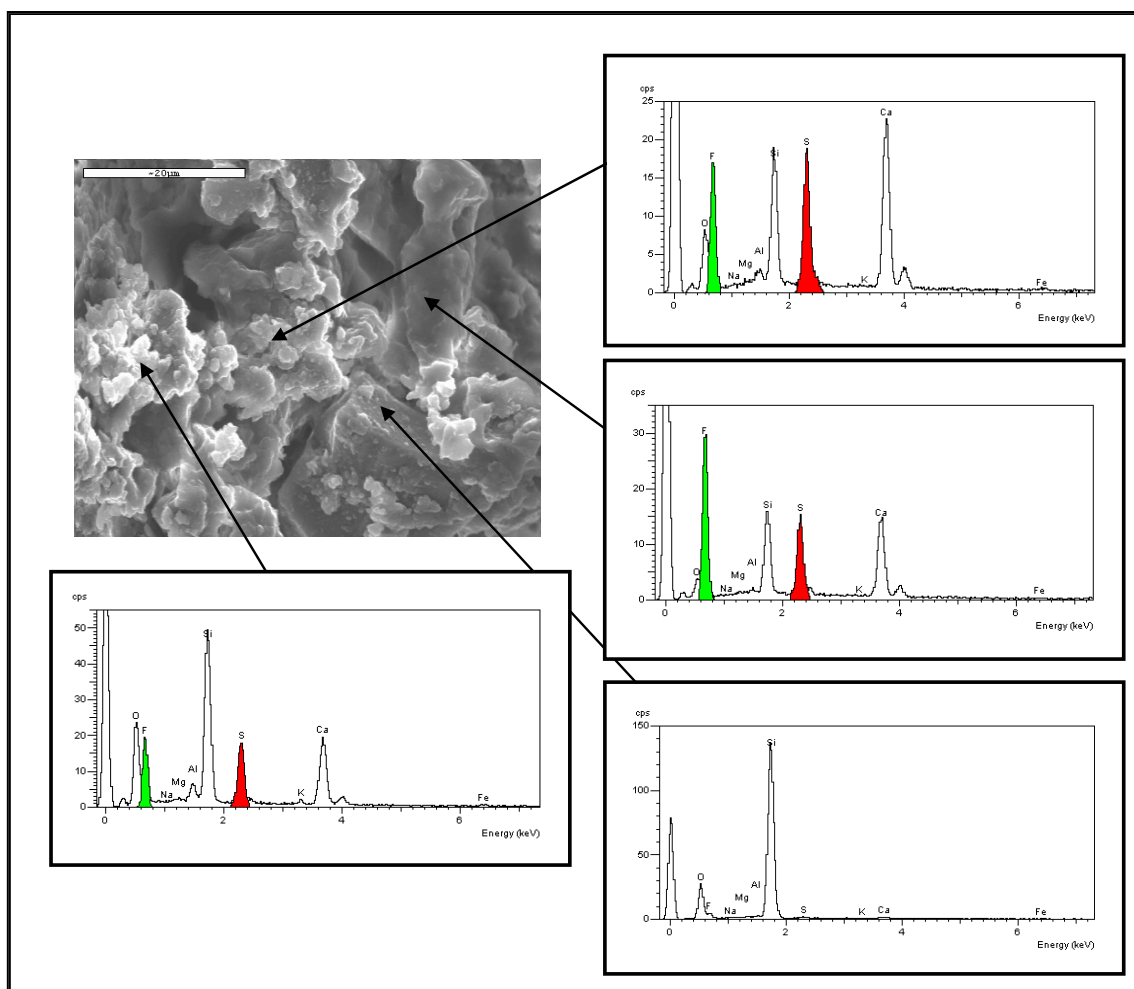 ~20µm
cps
25
20
15
10
5
0
F
O
Na
Mg
Al
Si
S
K
Ca
Fe
0 2 4 6
Energy (keV)
cps
30
20
10
0
F
O
Na
Mg
Al
Si
S
K
Ca
Fe
0 2 4 6
Energy (keV)
cps
50
40
30
20
10
0
O
F
Na
Mg
Al
Si
S
K
Ca
Fe
0 2 4 6
Energy (keV)
cps
150
100
50
0
O
F
Na
Mg
Al
Si
S
K
Ca
Fe
0 2 4 6
Energy (keV)